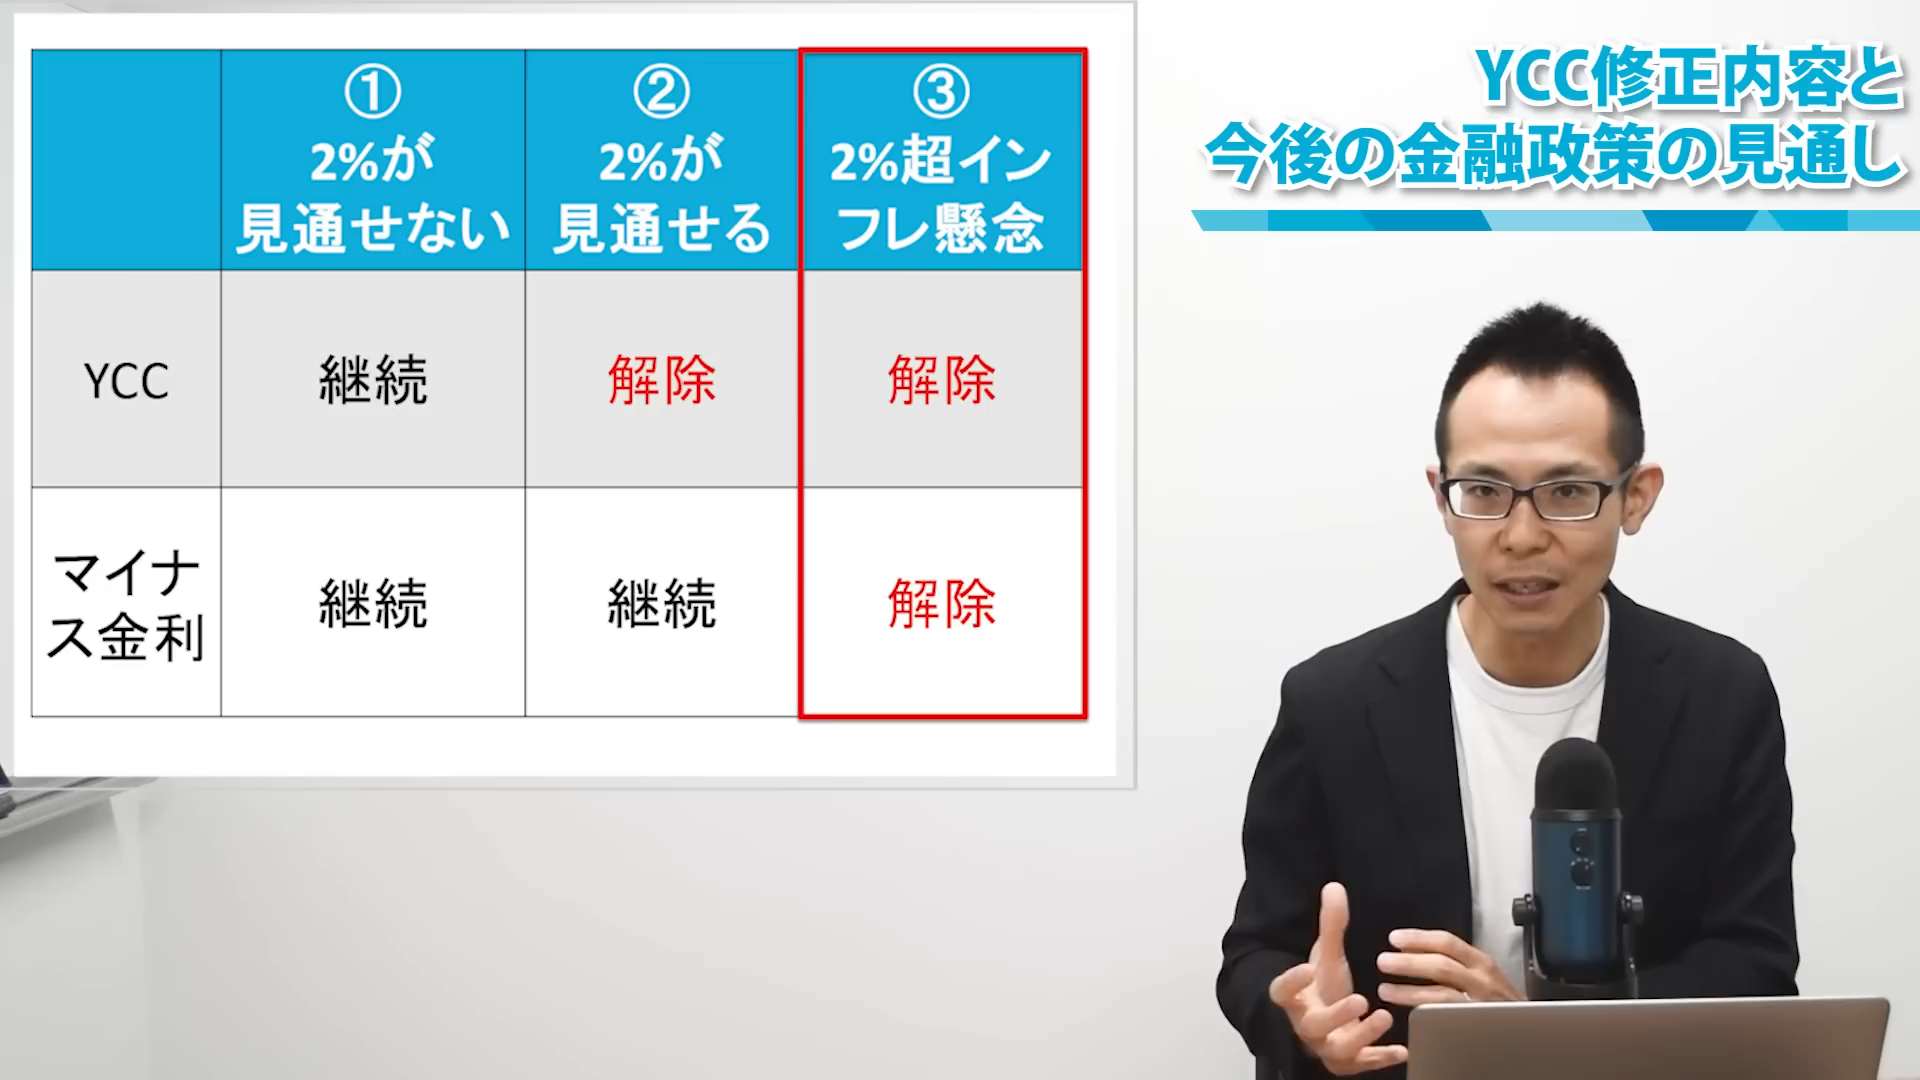 YCC修正内容と
今後の金融政策の見通し
①
2%が
見通せない
②
2%が
見通せる
③
2%超イン
フレ懸念
YCC
継続
解除
解除
マイナ
ス金利
継続
継続
解除